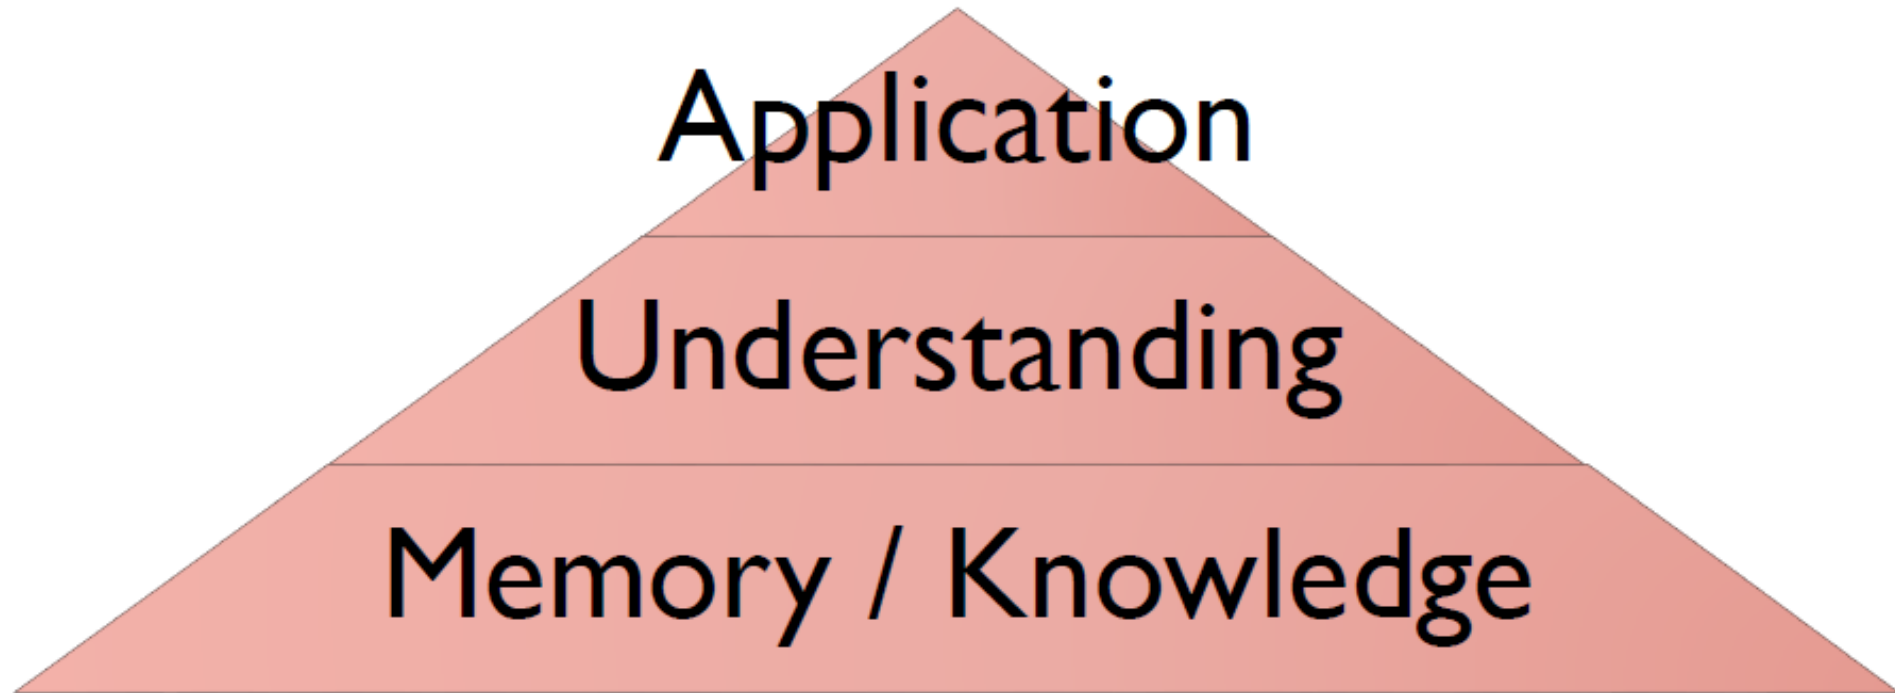 Application
Understanding
Memory / Knowledge